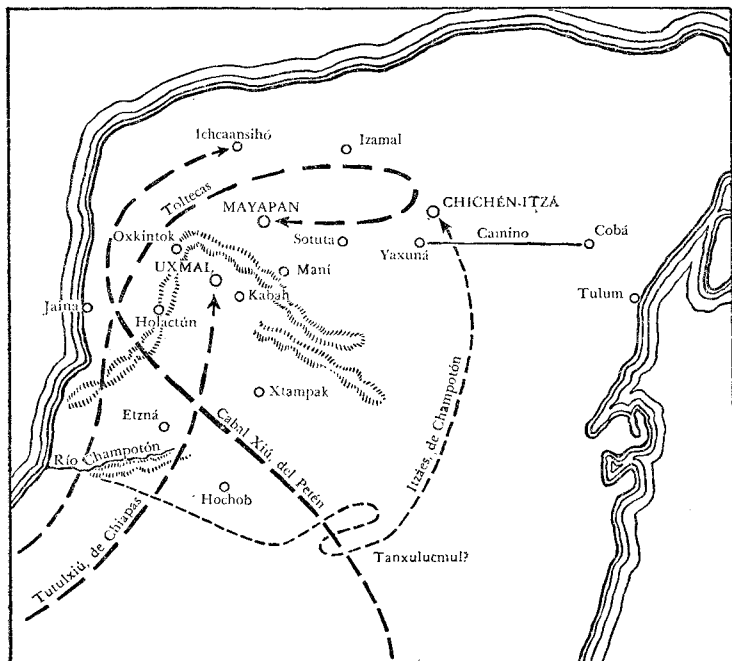 Ichcaansihó
Izamal
Toltecas
MAYAPAN
CHICHÉN-ITZÁ
Oxkintok
Sotuta
Yaxuná
Camino
Cobá
UXMAL
Maní
Kabah
Tulum
Jaina
Holactún
Xtampak
Etzná
Cabal Xiú, del Petén
Itzáes, de Champotón
Río Champotón
Hochob
Tutulxiú, de Chiapas
Tanxulucmul?